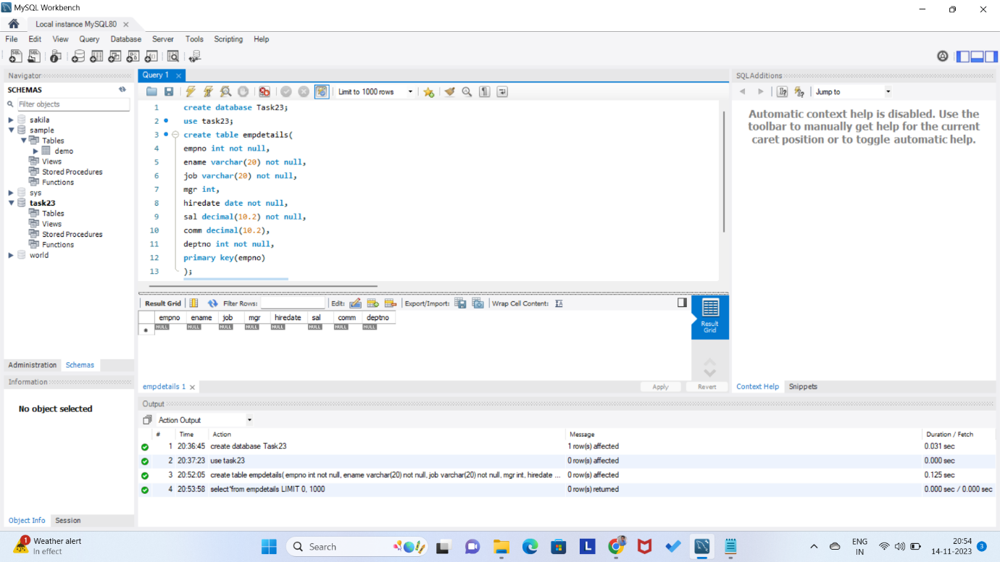 MySQL Workbench
Local instance MySQL80
File Edit View Query Database Server Tools Scripting Help
Navigator
SCHEMAS
Filter objects
sakila
sample
Tables
demo
Views
Stored Procedures
Functions
sys
task23
Tables
Views
Stored Procedures
Functions
world
Administration Schemas
Information
No object selected
Object Info Session
Query 1
Limit to 1000 rows
1 create database Task23;
2 use task23;
3 create table empdetails(
4 empno int not null,
5 ename varchar(20) not null,
6 job varchar(20) not null,
7 mgr int,
8 hiredate date not null,
9 sal decimal(10.2) not null,
10 comm decimal(10.2),
11 deptno int not null,
12 primary key(empno)
13 );
Result Grid Filter Rows: Edit: Export/Import: Wrap Cell Content:
empno ename job mgr hiredate sal comm deptno
NULL NULL NULL NULL NULL NULL NULL NULL
Result
Grid
empdetails 1 Apply Revert
SQLAdditions
Jump to
Automatic context help is disabled. Use the
toolbar to manually get help for the current
caret position or to toggle automatic help.
Context Help Snippets
Output
Action Output
# Time Action Message Duration / Fetch
1 20:36:45 create database Task23 1 row(s) affected 0.031 sec
2 20:37:23 use task23 0 row(s) affected 0.000 sec
3 20:52:05 create table empdetails( empno int not null, ename varchar(20) not null, job varchar(20) not null, mgr int, hiredate ... 0 row(s) affected 0.125 sec
4 20:53:58 select*from empdetails LIMIT 0, 1000 0 row(s) returned 0.000 sec / 0.000 sec
1
Weather alert
In effect
Search
L
ENG
IN
20:54
14-11-2023
3